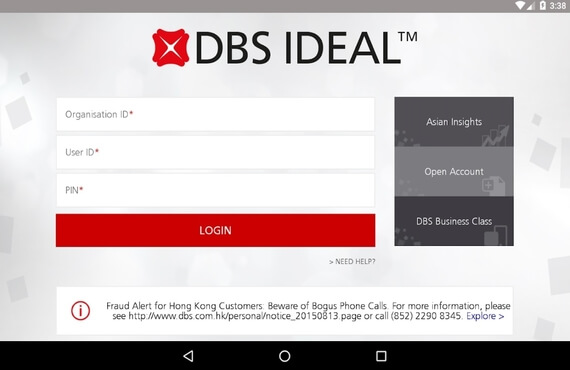 3:38
DBS IDEAL™
Organisation ID*
User ID*
PIN*
LOGIN
> NEED HELP?
Asian Insights
Open Account
DBS Business Class
Fraud Alert for Hong Kong Customers: Beware of Bogus Phone Calls. For more information, please
see http://www.dbs.com.hk/personal/notice_20150813.page or call (852) 2290 8345. Explore >